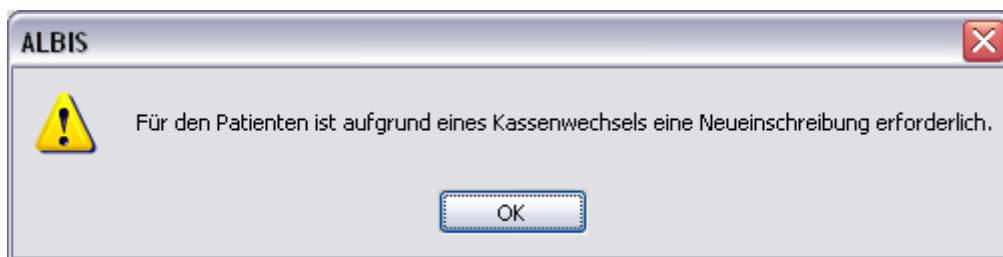 ALBIS
Für den Patienten ist aufgrund eines Kassenwechsels eine Neueinschreibung erforderlich.
OK